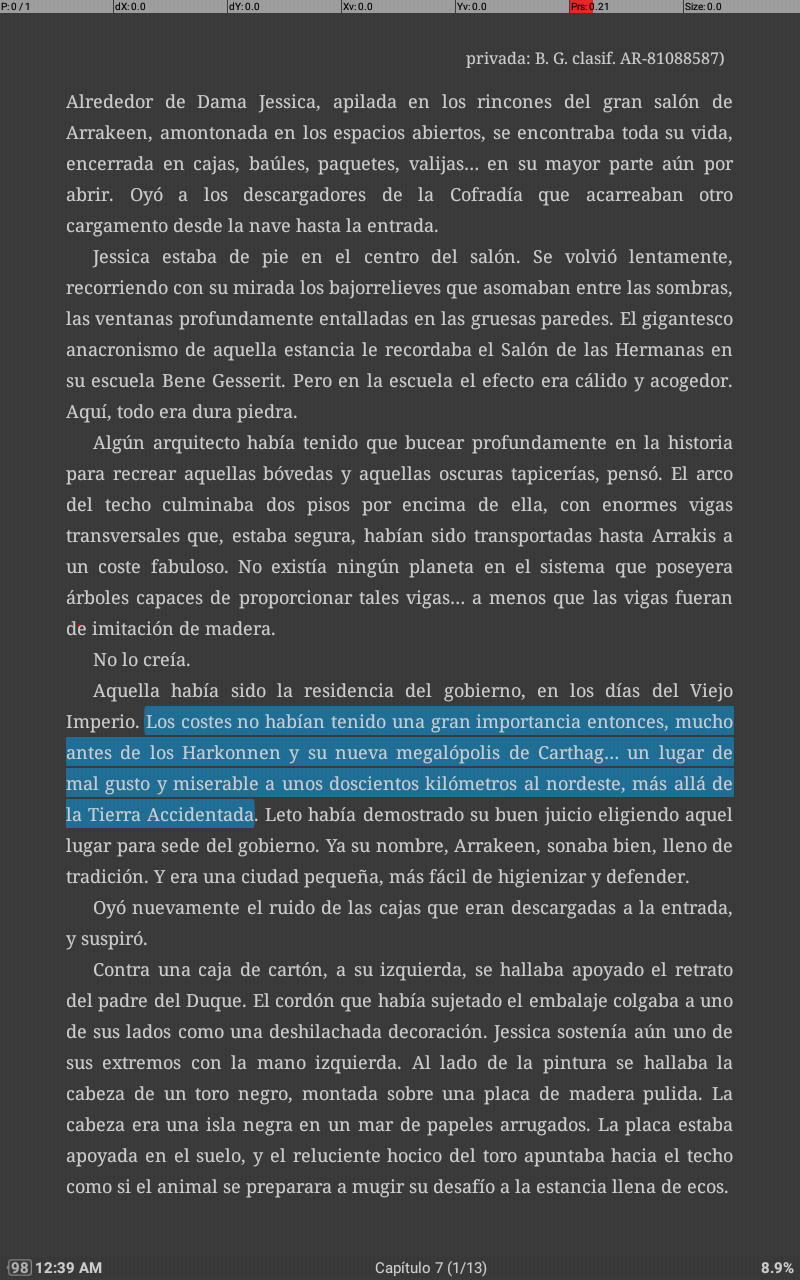 P:0 / 1 dX:0.0 dY:0.0 Xv:0.0 Yv:0.0 Prs:0.21 Size:0.0
privada: B. G. clasif. AR-81088587)
Alrededor de Dama Jessica, apilada en los rincones del gran salón de
Arrakeen, amontonada en los espacios abiertos, se encontraba toda su vida,
encerrada en cajas, baúles, paquetes, valijas... en su mayor parte aún por
abrir. Oyó a los descargadores de la Cofradía que acarreaban otro
cargamento desde la nave hasta la entrada.
Jessica estaba de pie en el centro del salón. Se volvió lentamente,
recorriendo con su mirada los bajorrelieves que asomaban entre las sombras,
las ventanas profundamente entalladas en las gruesas paredes. El gigantesco
anacronismo de aquella estancia le recordaba el Salón de las Hermanas en
su escuela Bene Gesserit. Pero en la escuela el efecto era cálido y acogedor.
Aquí, todo era dura piedra.
Algún arquitecto había tenido que bucear profundamente en la historia
para recrear aquellas bóvedas y aquellas oscuras tapicerías, pensó. El arco
del techo culminaba dos pisos por encima de ella, con enormes vigas
transversales que, estaba segura, habían sido transportadas hasta Arrakis a
un coste fabuloso. No existía ningún planeta en el sistema que poseyera
árboles capaces de proporcionar tales vigas... a menos que las vigas fueran
de imitación de madera.
No lo creía.
Aquella había sido la residencia del gobierno, en los días del Viejo
Imperio. Los costes no habían tenido una gran importancia entonces, mucho
antes de los Harkonnen y su nueva megalópolis de Carthag... un lugar de
mal gusto y miserable a unos doscientos kilómetros al nordeste, más allá de
la Tierra Accidentada. Leto había demostrado su buen juicio eligiendo aquel
lugar para sede del gobierno. Ya su nombre, Arrakeen, sonaba bien, lleno de
tradición. Y era una ciudad pequeña, más fácil de higienizar y defender.
Oyó nuevamente el ruido de las cajas que eran descargadas a la entrada,
y suspiró.
Contra una caja de cartón, a su izquierda, se hallaba apoyado el retrato
del padre del Duque. El cordón que había sujetado el embalaje colgaba a uno
de sus lados como una deshilachada decoración. Jessica sostenía aún uno de
sus extremos con la mano izquierda. Al lado de la pintura se hallaba la
cabeza de un toro negro, montada sobre una placa de madera pulida. La
cabeza era una isla negra en un mar de papeles arrugados. La placa estaba
apoyada en el suelo, y el reluciente hocico del toro apuntaba hacia el techo
como si el animal se preparara a mugir su desafío a la estancia llena de ecos.
98 12:39 AM Capítulo 7 (1/13) 8.9%